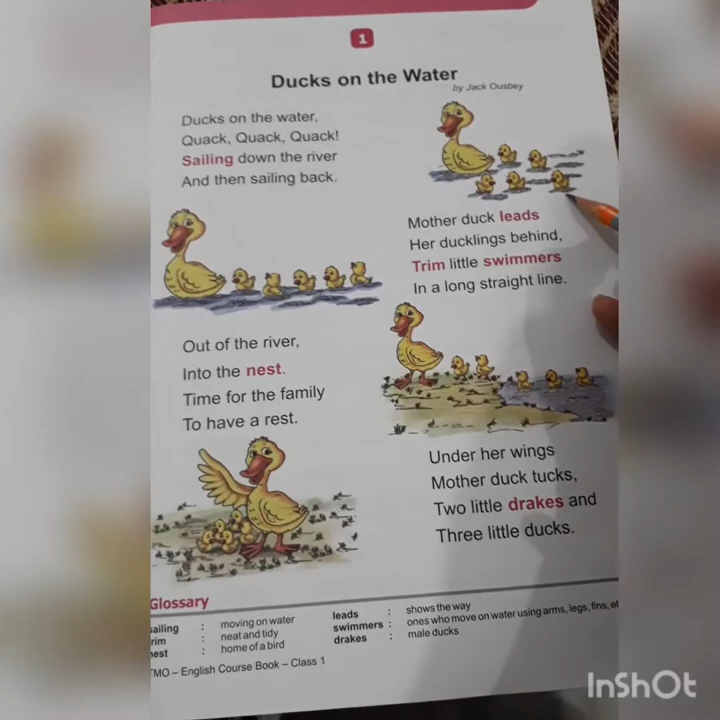 1
Ducks on the Water
by Jack Ousbey
Ducks on the water,
Quack, Quack, Quack!
Sailing down the river
And then sailing back.
Mother duck leads
Her ducklings behind,
Trim little swimmers
In a long straight line.
Out of the river,
Into the nest.
Time for the family
To have a rest.
Under her wings
Mother duck tucks,
Two little drakes and
Three little ducks.
Glossary
ailing : moving on water
rim : neat and tidy
est : home of a bird
leads : shows the way
swimmers : ones who move on water using arms, legs, fins, et
drakes : male ducks
TMO – English Course Book – Class 1
InShOt